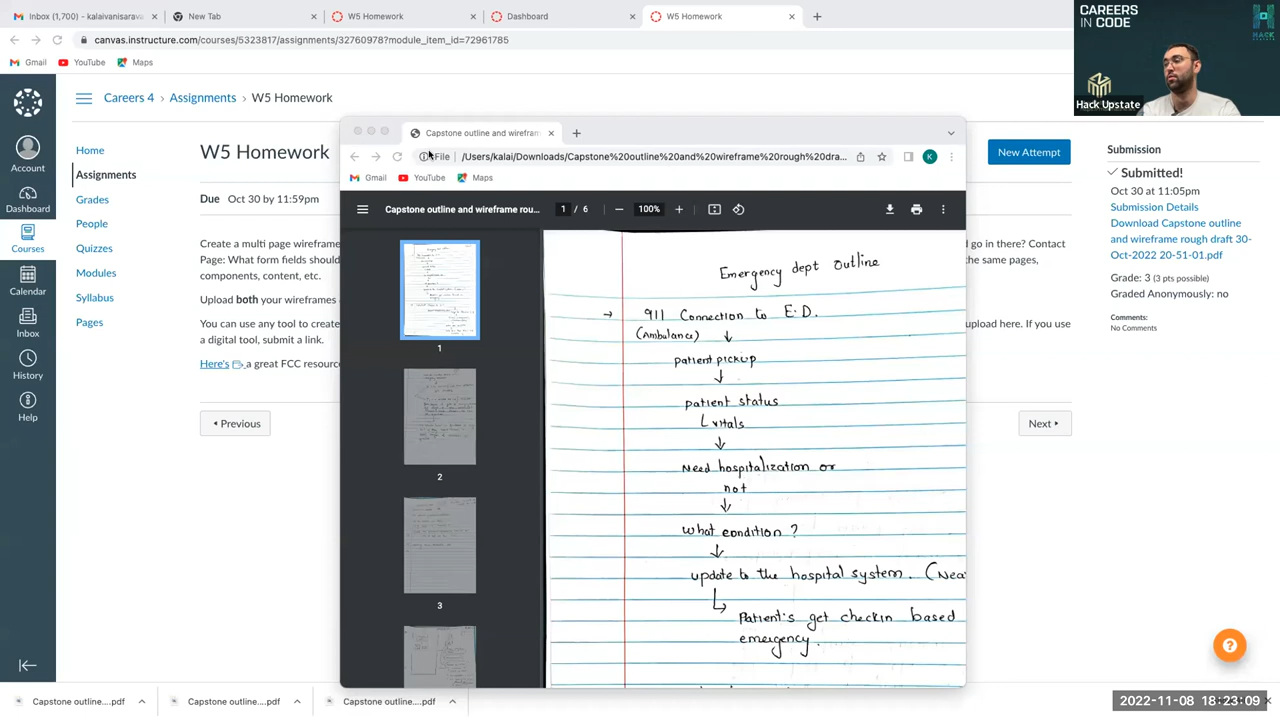 Inbox (1,700) - kalaivanisarav
New Tab
W5 Homework
Dashboard
W5 Homework
canvas.instructure.com/courses/5323817/assignments/32760978?module_item_id=72961785
Gmail
YouTube
Maps
CAREERS
IN CODE
HACK
UPSTATE
Hack Upstate
Account
Dashboard
Courses
Calendar
Inbox
History
Help
Careers 4 › Assignments › W5 Homework
Home
Assignments
Grades
People
Quizzes
Modules
Syllabus
Pages
W5 Homework
New Attempt
Due Oct 30 by 11:59pm
Create a multi page wireframe
go in there? Contact
Page: What form fields should
the same pages,
components, content, etc.
Upload both your wireframes
You can use any tool to create
upload here. If you use
a digital tool, submit a link.
Here's a great FCC resource
Previous
Next
Submission
Submitted!
Oct 30 at 11:05pm
Submission Details
Download Capstone outline
and wireframe rough draft 30-
Oct-2022 20-51-01.pdf
Grade: 3 (3 pts possible)
Graded Anonymously: no
Comments:
No Comments
Capstone outline and wirefram
File
/Users/kalai/Downloads/Capstone%20outline%20and%20wireframe%20rough%20dra...
K
Gmail
YouTube
Maps
Capstone outline and wireframe rou...
1 / 6
100%
1
2
3
Emergency dept Outline
→ 911 Connection to E.D.
(Ambulance) ↓
patient pickup
↓
patient status
vitals
↓
Need hospitalization or
not
↓
what condition ?
↓
update to the hospital system. (Nea
Patient's get checkin based
emergency.
Capstone outline....pdf
Capstone outline....pdf
Capstone outline....pdf
2022-11-08 18:23:09